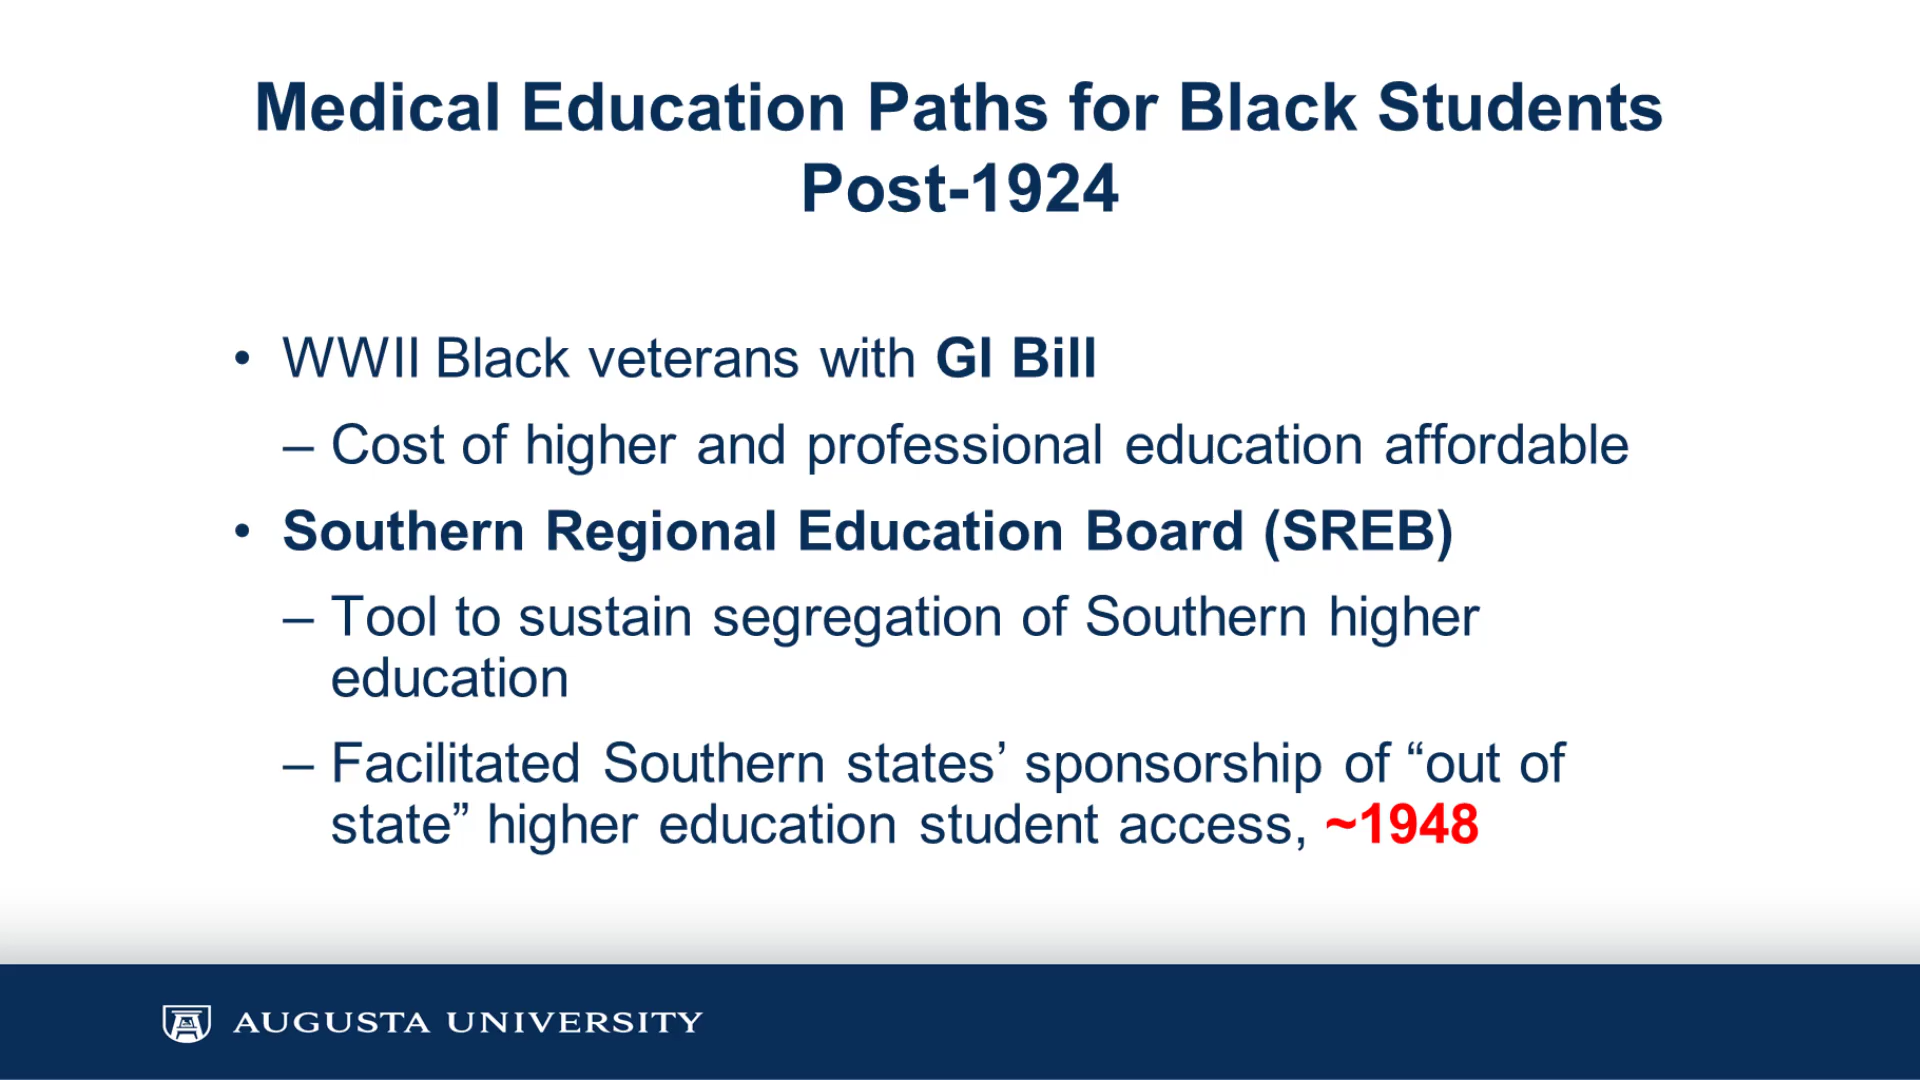 Medical Education Paths for Black Students
Post-1924
• WWII Black veterans with GI Bill
– Cost of higher and professional education affordable
• Southern Regional Education Board (SREB)
– Tool to sustain segregation of Southern higher
education
– Facilitated Southern states’ sponsorship of “out of
state” higher education student access, ~1948
AUGUSTA UNIVERSITY